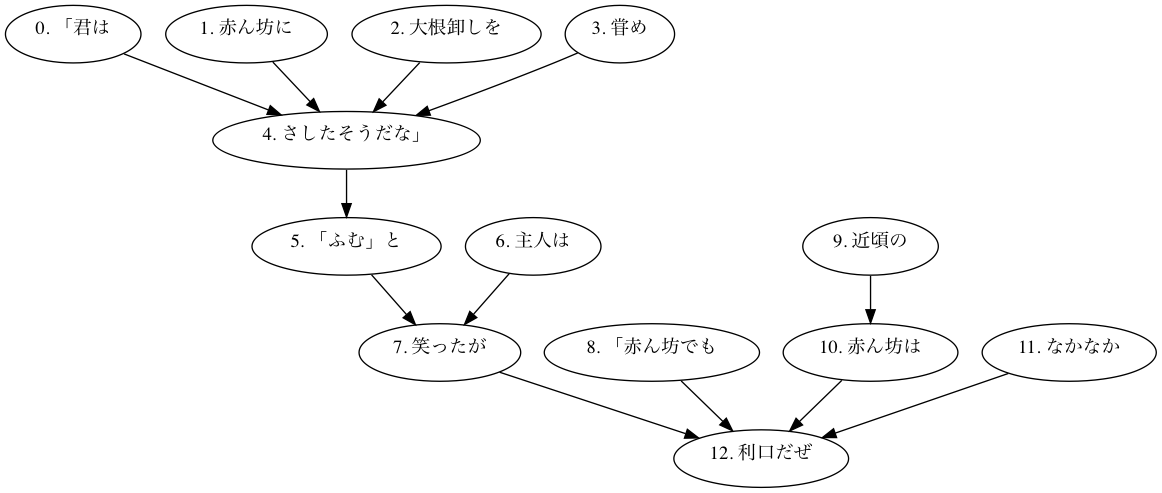 0. 「君は
1. 赤ん坊に
2. 大根卸しを
3. 甞め
4. さしたそうだな」
5. 「ふむ」と
6. 主人は
9. 近頃の
7. 笑ったが
8. 「赤ん坊でも
10. 赤ん坊は
11. なかなか
12. 利口だぜ